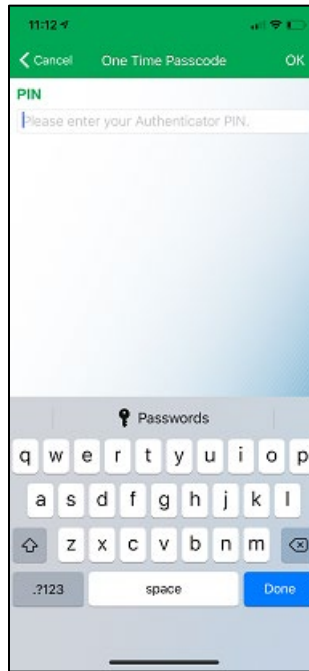 11:12
Cancel One Time Passcode OK
PIN
Please enter your Authenticator PIN.
Passwords
q w e r t y u i o p
a s d f g h j k l
z x c v b n m
.?123 space Done